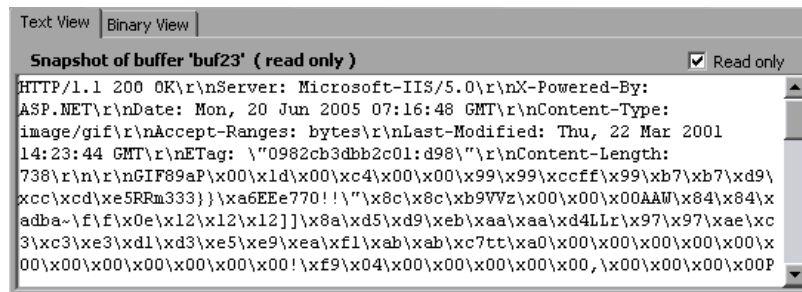 Text View Binary View
Snapshot of buffer 'buf23' ( read only ) Read only
HTTP/1.1 200 OK\r\nServer: Microsoft-IIS/5.0\r\nX-Powered-By:
ASP.NET\r\nDate: Mon, 20 Jun 2005 07:16:48 GMT\r\nContent-Type:
image/gif\r\nAccept-Ranges: bytes\r\nLast-Modified: Thu, 22 Mar 2001
14:23:44 GMT\r\nETag: \"0982cb3dbb2c01:d98\"\r\nContent-Length:
738\r\n\r\nGIF89aP\x00\x1d\x00\xc4\x00\x00\x99\x99\xccff\x99\xb7\xb7\xd9\
xcc\xcd\xe5RRm333}}\xa6EEe770!!\"\x8c\x8c\xb9VVz\x00\x00\x00AAW\x84\x84\x
adba~\f\f\x0e\x12\x12\x12]]\x8a\xd5\xd9\xeb\xaa\xaa\xd4LLr\x97\x97\xae\xc
3\xc3\xe3\xd1\xd3\xe5\xe9\xea\xf1\xab\xab\xc7tt\xa0\x00\x00\x00\x00\x00\x
00\x00\x00\x00\x00\x00\x00!\xf9\x04\x00\x00\x00\x00\x00,\x00\x00\x00\x00P